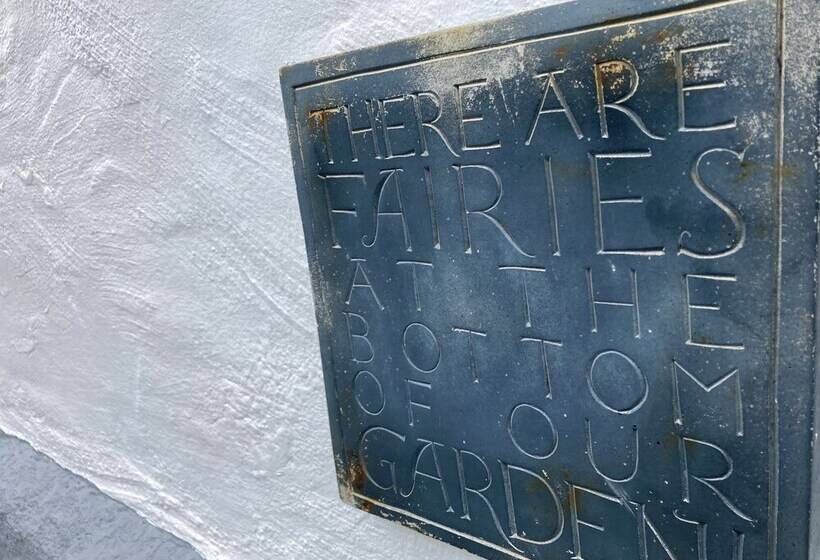 THERE ARE
FAIRIES
AT THE
BOTTOM
OF OUR
GARDEN!